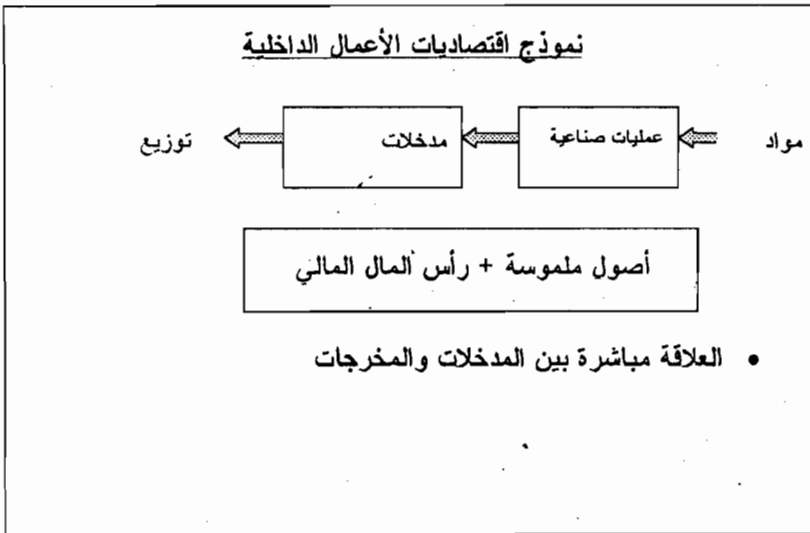 نموذج اقتصاديات الأعمال الداخلية
مواد
عمليات صناعية
مدخلات
توزيع
أصول ملموسة + رأس المال المالي
• العلاقة مباشرة بين المدخلات والمخرجات